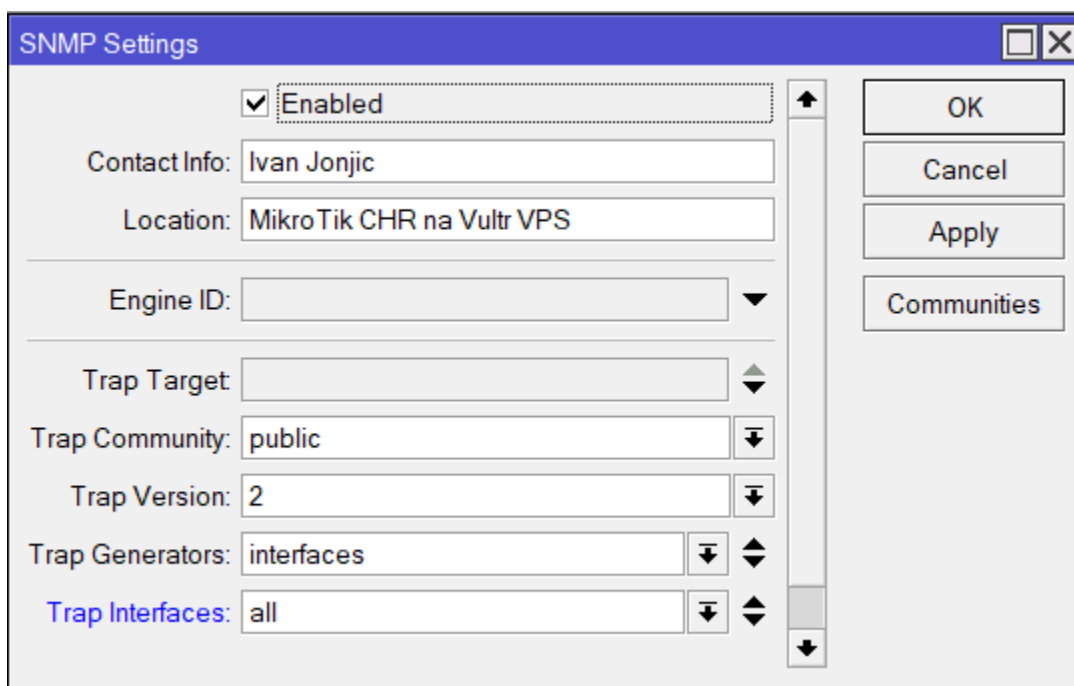 SNMP Settings
Enabled
OK
Contact Info: Ivan Jonjic
Cancel
Location: MikroTik CHR na Vultr VPS
Apply
Engine ID:
Communities
Trap Target:
Trap Community: public
Trap Version: 2
Trap Generators: interfaces
Trap Interfaces: all